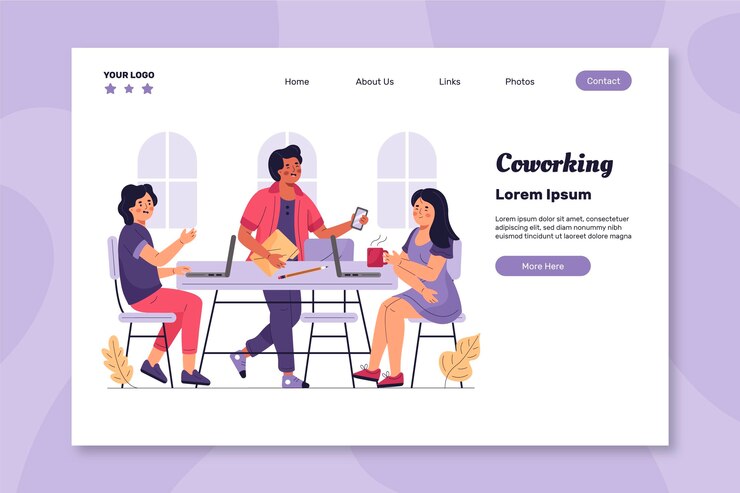 YOUR LOGO
Home
About Us
Links
Photos
Contact
Coworking
Lorem Ipsum
Lorem ipsum dolor sit amet, consectetuer
adipiscing elit, sed diam nonummy nibh
euismod tincidunt ut laoreet dolore magna
More Here